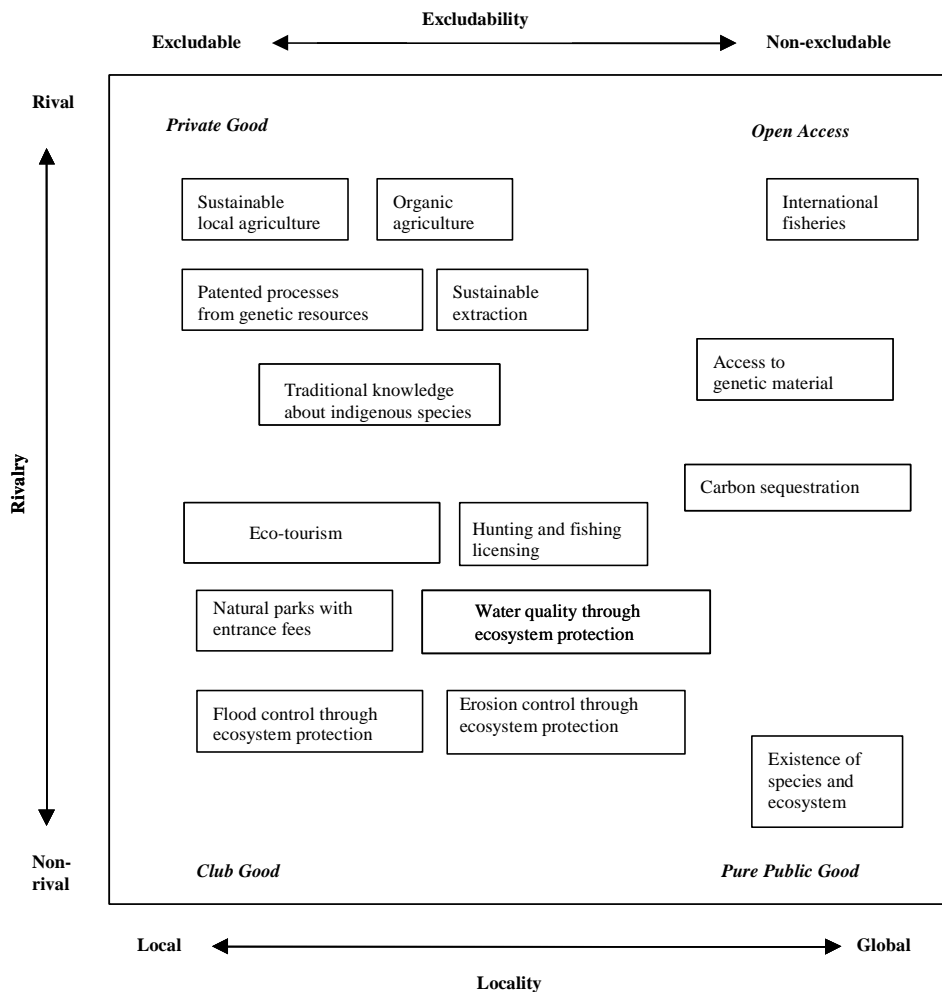 Excludability
Excludable
Non-excludable
Rival
Private Good
Open Access
Sustainable
local agriculture
Organic
agriculture
International
fisheries
Patented processes
from genetic resources
Sustainable
extraction
Access to
genetic material
Traditional knowledge
about indigenous species
Rivalry
Carbon sequestration
Eco-tourism
Hunting and fishing
licensing
Natural parks with
entrance fees
Water quality through
ecosystem protection
Flood control through
ecosystem protection
Erosion control through
ecosystem protection
Existence of
species and
ecosystem
Non-
rival
Club Good
Pure Public Good
Local
Global
Locality